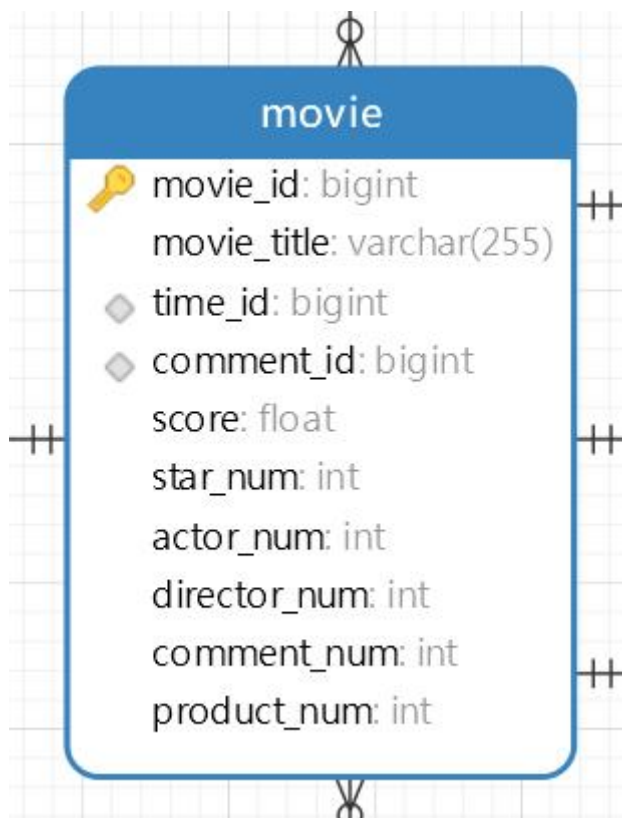 movie
movie_id: bigint
movie_title: varchar(255)
time_id: bigint
comment_id: bigint
score: float
star_num: int
actor_num: int
director_num: int
comment_num: int
product_num: int